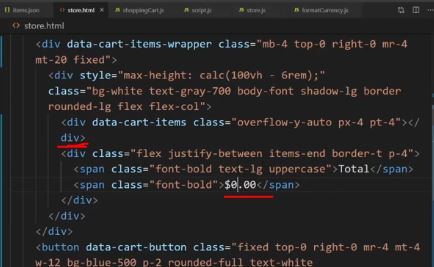 items.json store.html shoppingCart.js script.js store.js formatCurrency.js
store.html
<div data-cart-items-wrapper class="mb-4 top-0 right-0 mr-4
mt-20 fixed">
<div style="max-height: calc(100vh - 6rem);"
class="bg-white text-gray-700 body-font shadow-lg border
rounded-lg flex flex-col">
<div data-cart-items class="overflow-y-auto px-4 pt-4"></
div>
<div class="flex justify-between items-end border-t p-4">
<span class="font-bold text-lg uppercase">Total</span>
<span class="font-bold">$0.00</span>
</div>
</div>
</div>
<button data-cart-button class="fixed top-0 right-0 mr-4 mt-4
w-12 bg-blue-500 p-2 rounded-full text-white